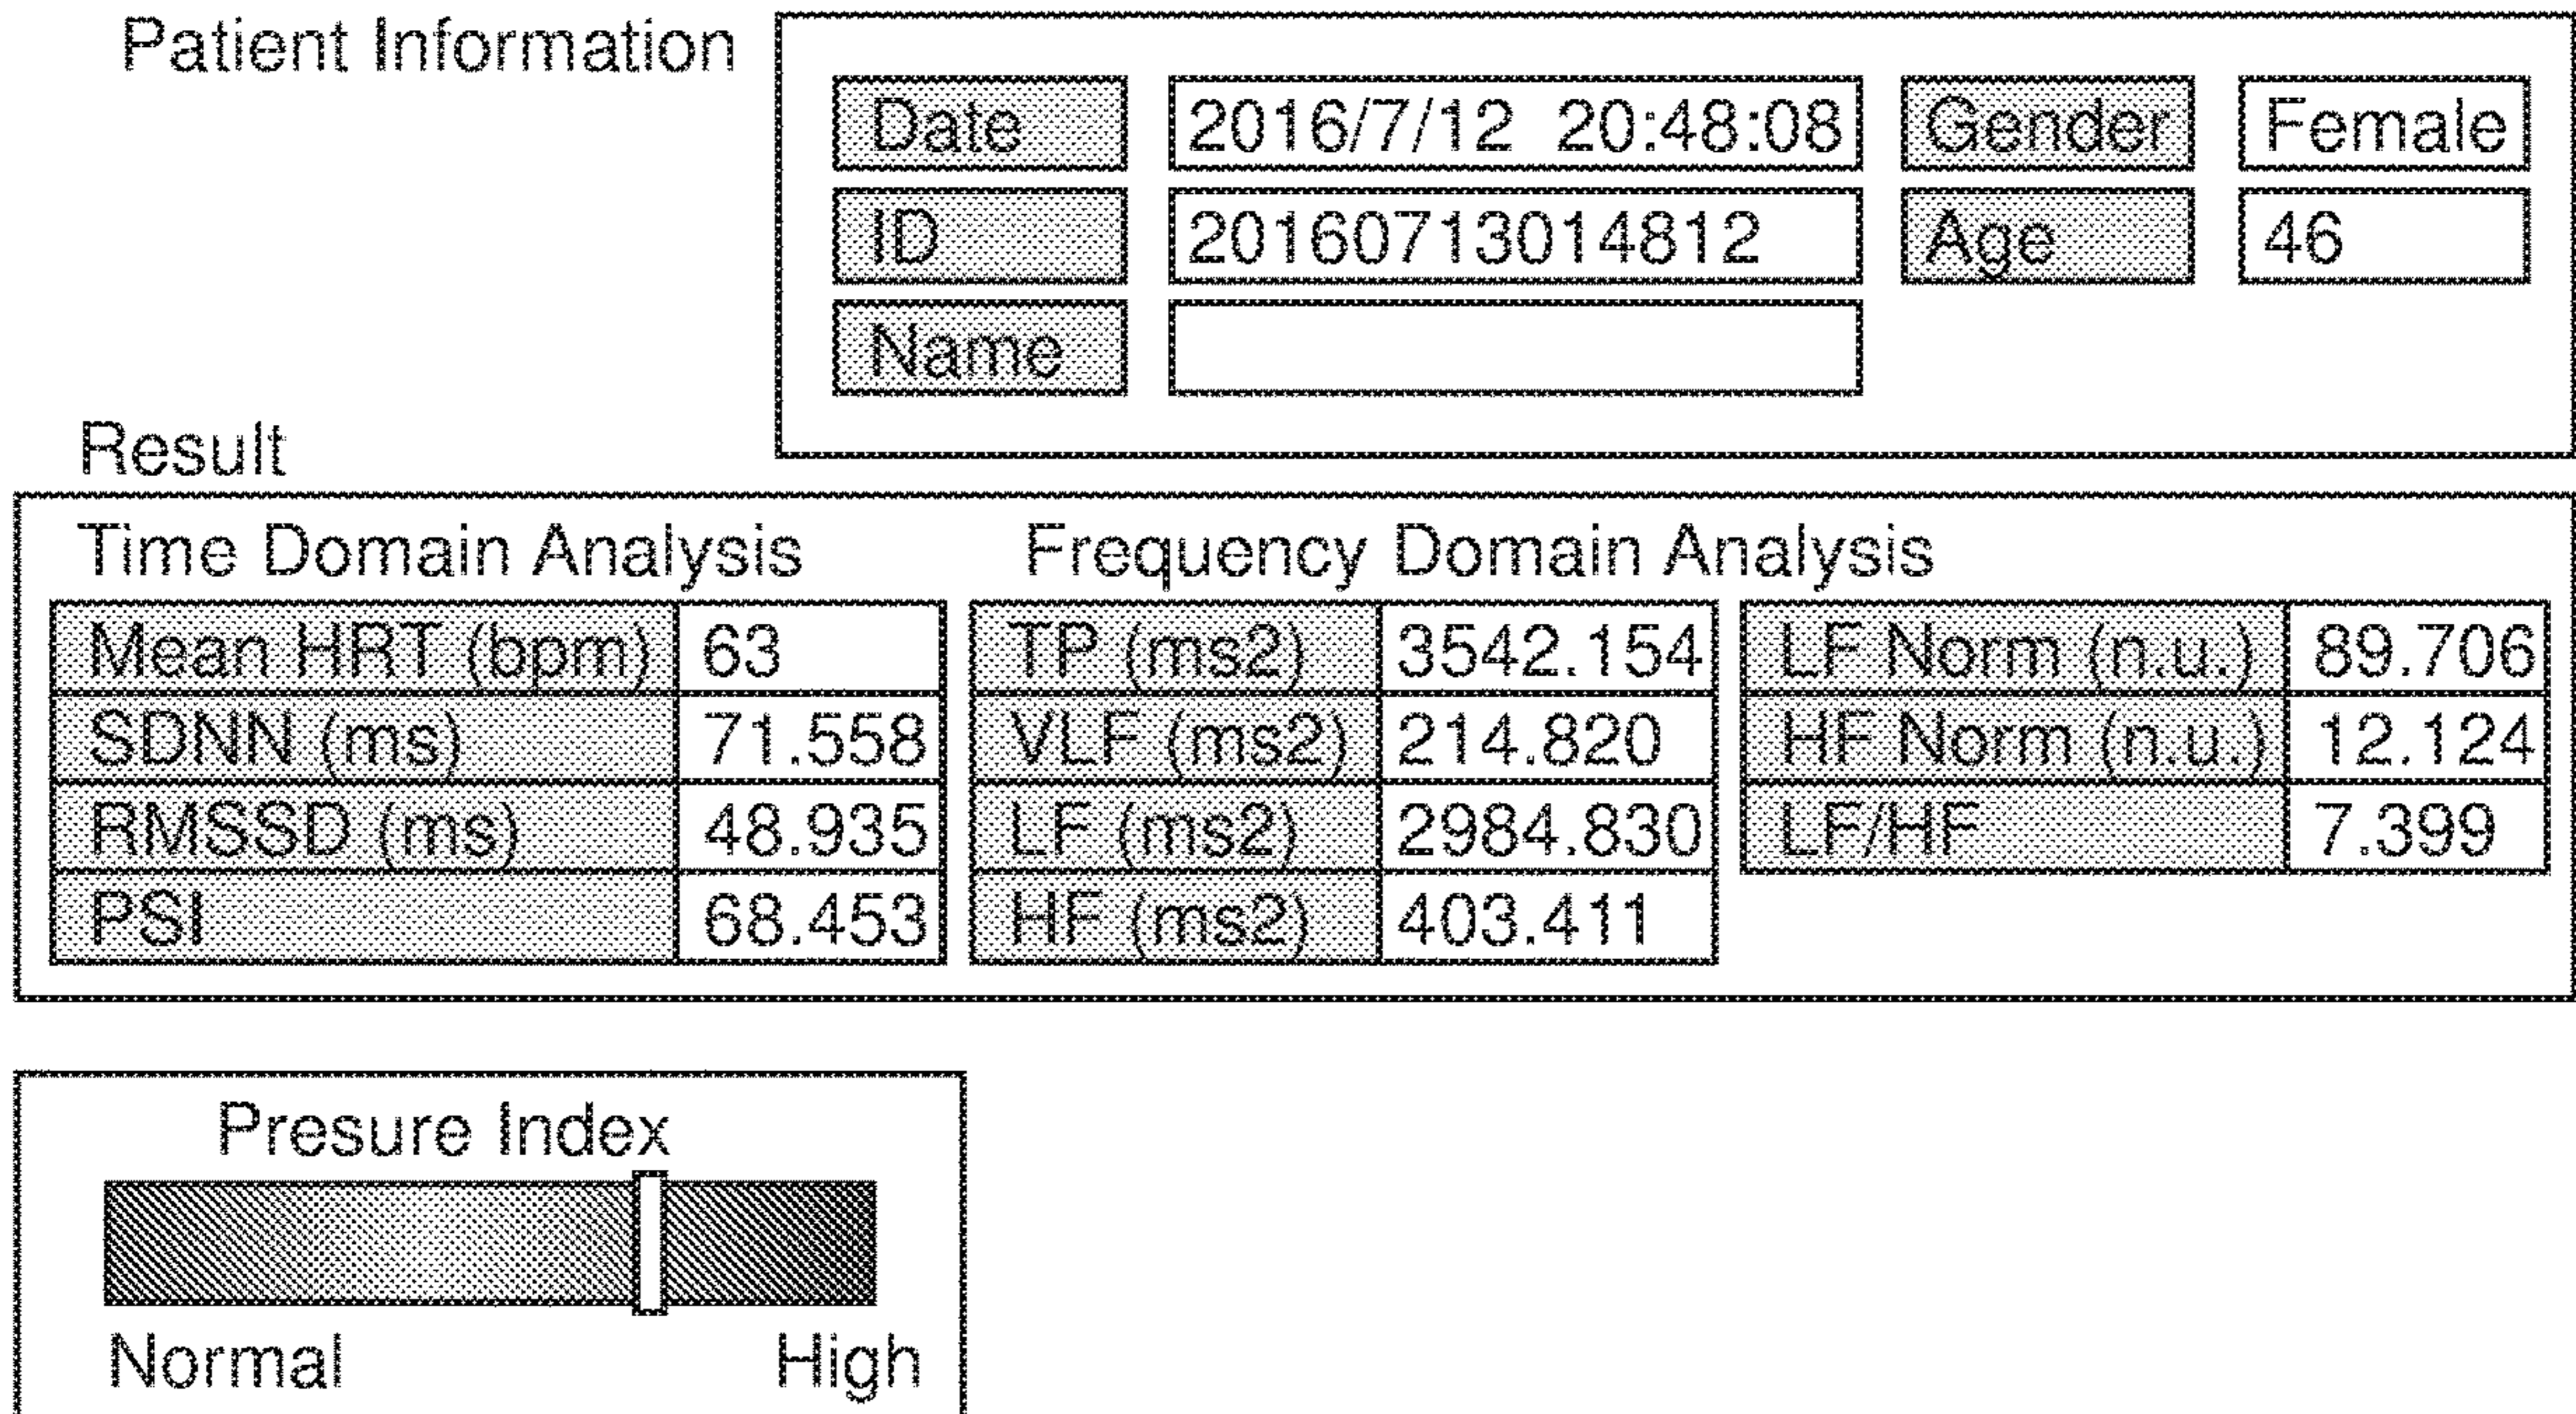 Patient Information
Date 2016/7/12 20:48:08 Gender Female
ID 20160713014812 Age 46
Name
Result
Time Domain Analysis Frequency Domain Analysis
Mean HRT (bpm) 63 TP (ms2) 3542.154 LF Norm (n.u.) 89.706
SDNN (ms) 71.558 VLF (ms2) 214.820 HF Norm (n.u.) 12.124
RMSSD (ms) 48.935 LF (ms2) 2984.830 LF/HF 7.399
PSI 68.453 HF (ms2) 403.411
Presure Index
Normal High